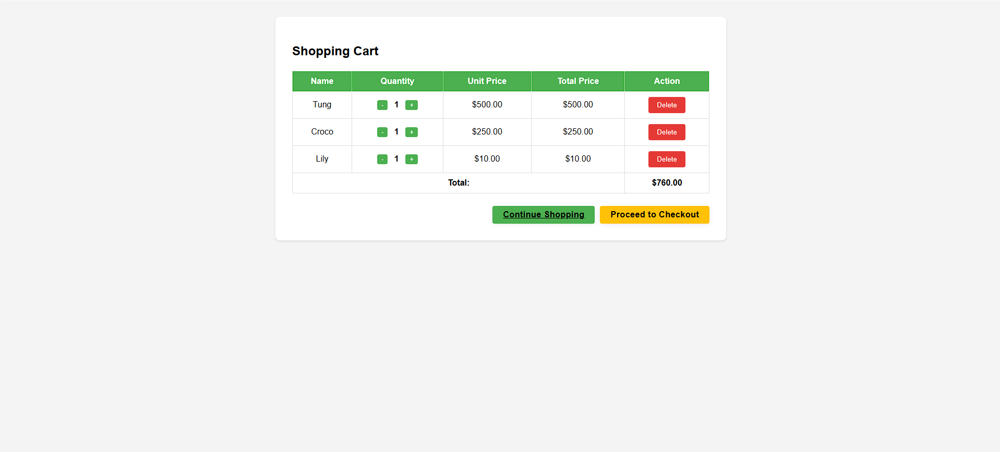 Shopping Cart
Name Quantity Unit Price Total Price Action
Tung - 1 + $500.00 $500.00 Delete
Croco - 1 + $250.00 $250.00 Delete
Lily - 1 + $10.00 $10.00 Delete
Total: $760.00
Continue Shopping Proceed to Checkout